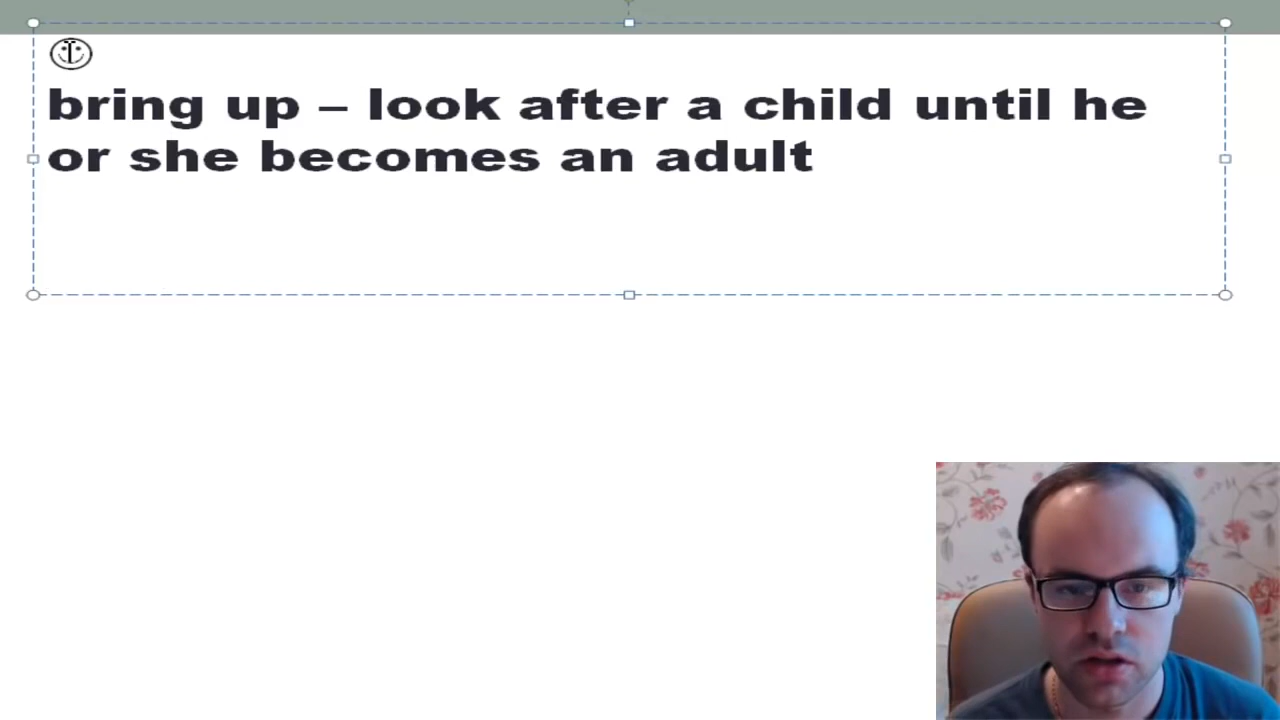 bring up – look after a child until he
or she becomes an adult